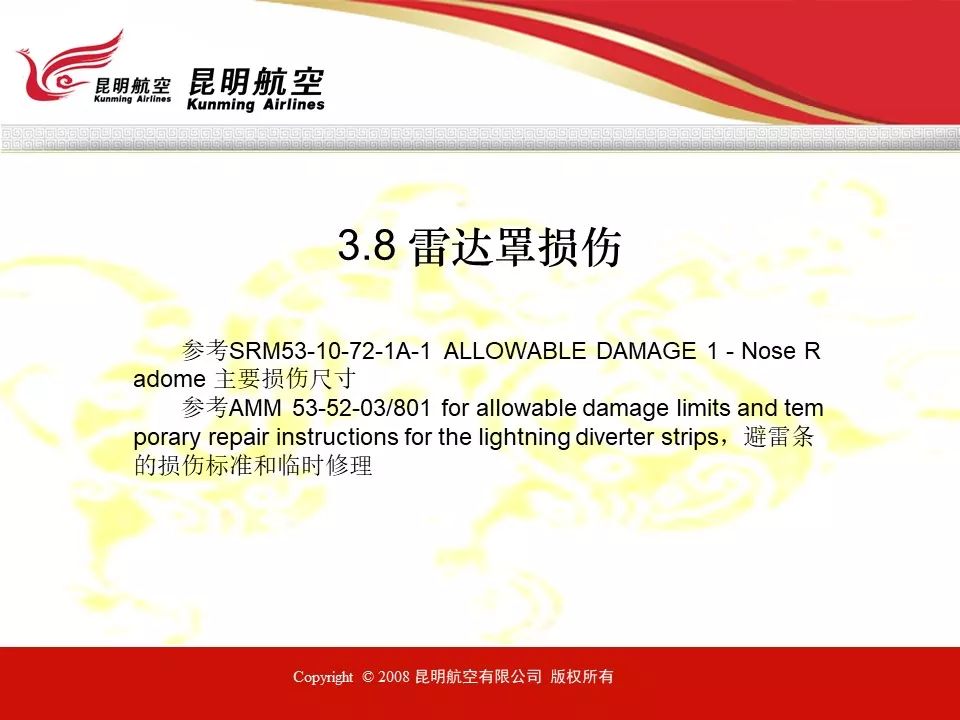 昆明航空
Kunming Airlines
昆明航空
Kunming Airlines
3.8 雷达罩损伤
参考SRM53-10-72-1A-1 ALLOWABLE DAMAGE 1 - Nose R
adome 主要损伤尺寸
参考AMM 53-52-03/801 for allowable damage limits and tem
porary repair instructions for the lightning diverter strips，避雷条
的损伤标准和临时修理
Copyright © 2008 昆明航空有限公司 版权所有